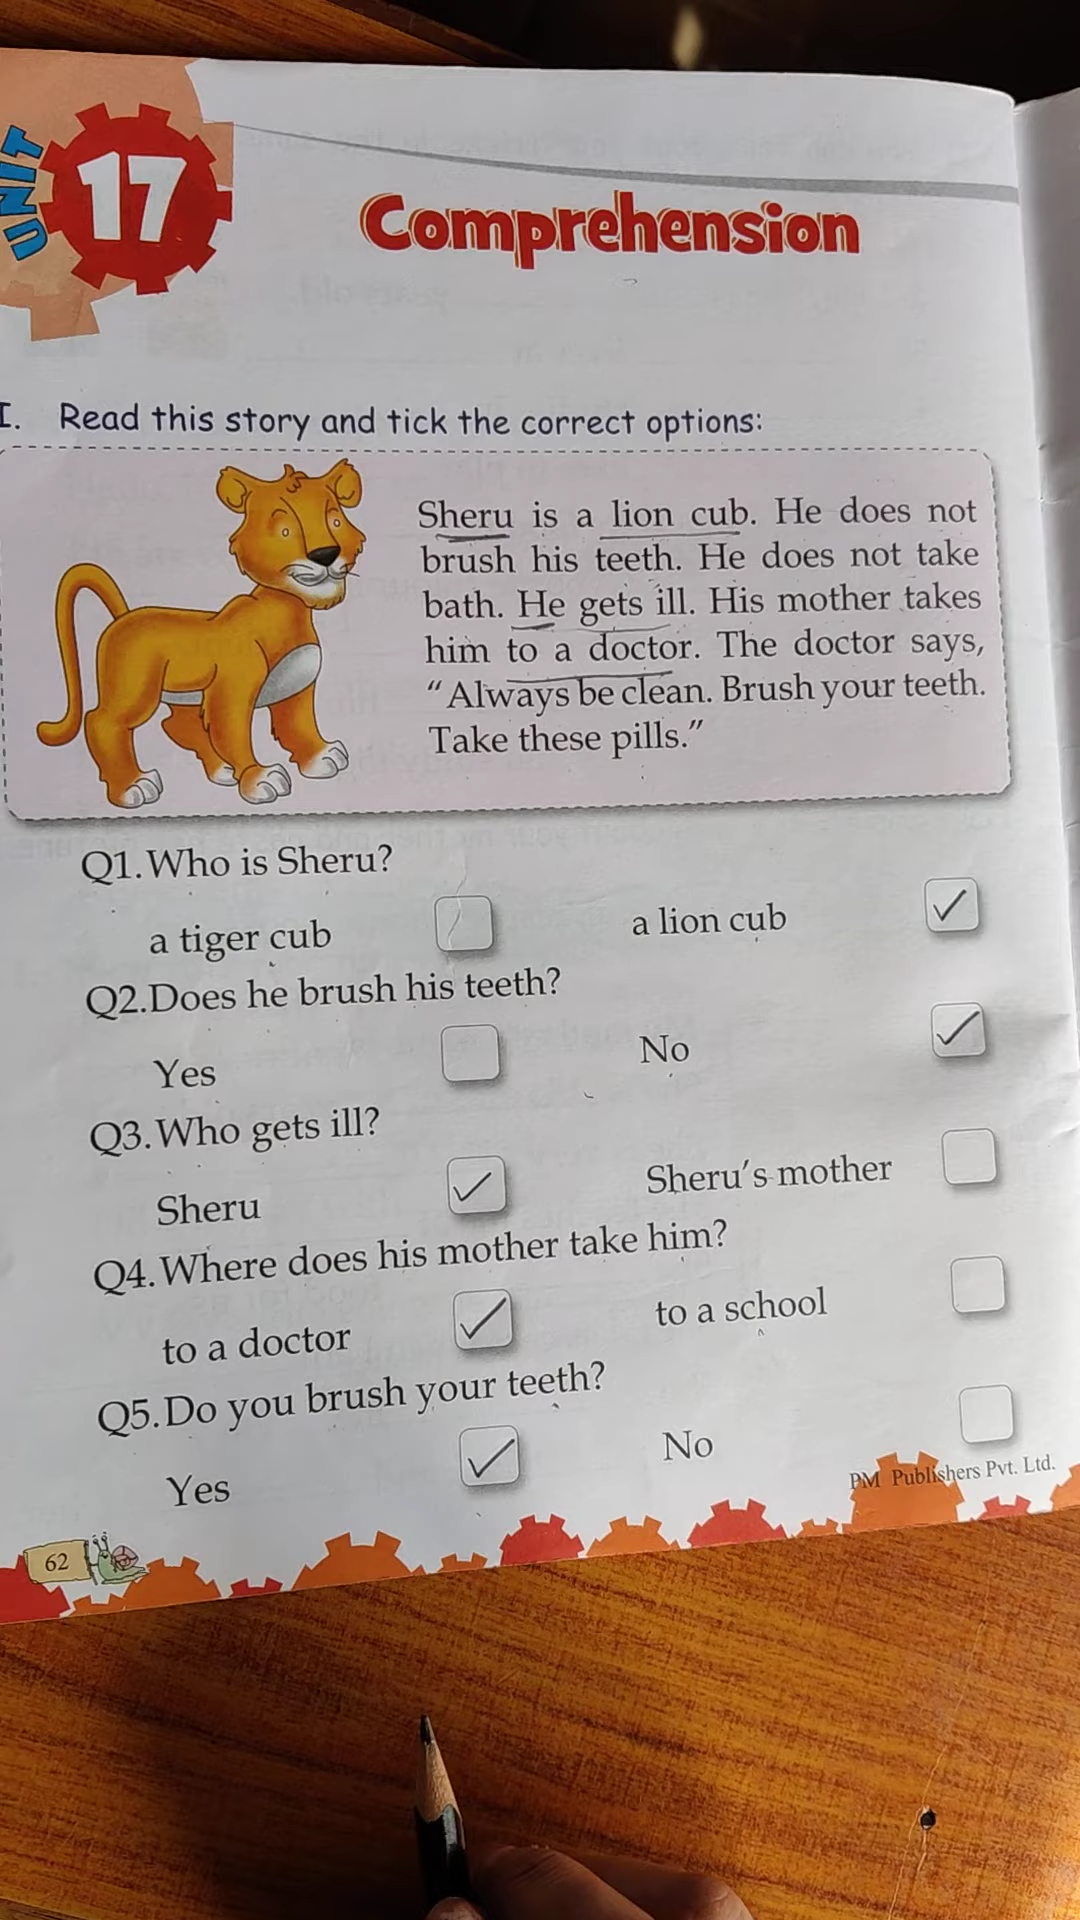 UNIT
17
Comprehension
I. Read this story and tick the correct options:
Sheru is a lion cub. He does not
brush his teeth. He does not take
bath. He gets ill. His mother takes
him to a doctor. The doctor says,
“Always be clean. Brush your teeth.
Take these pills.”
Q1. Who is Sheru?
a tiger cub a lion cub ✓
Q2. Does he brush his teeth?
Yes No ✓
Q3. Who gets ill?
Sheru ✓ Sheru's mother
Q4. Where does his mother take him?
to a doctor ✓ to a school
Q5. Do you brush your teeth?
Yes ✓ No
PM Publishers Pvt. Ltd.
62